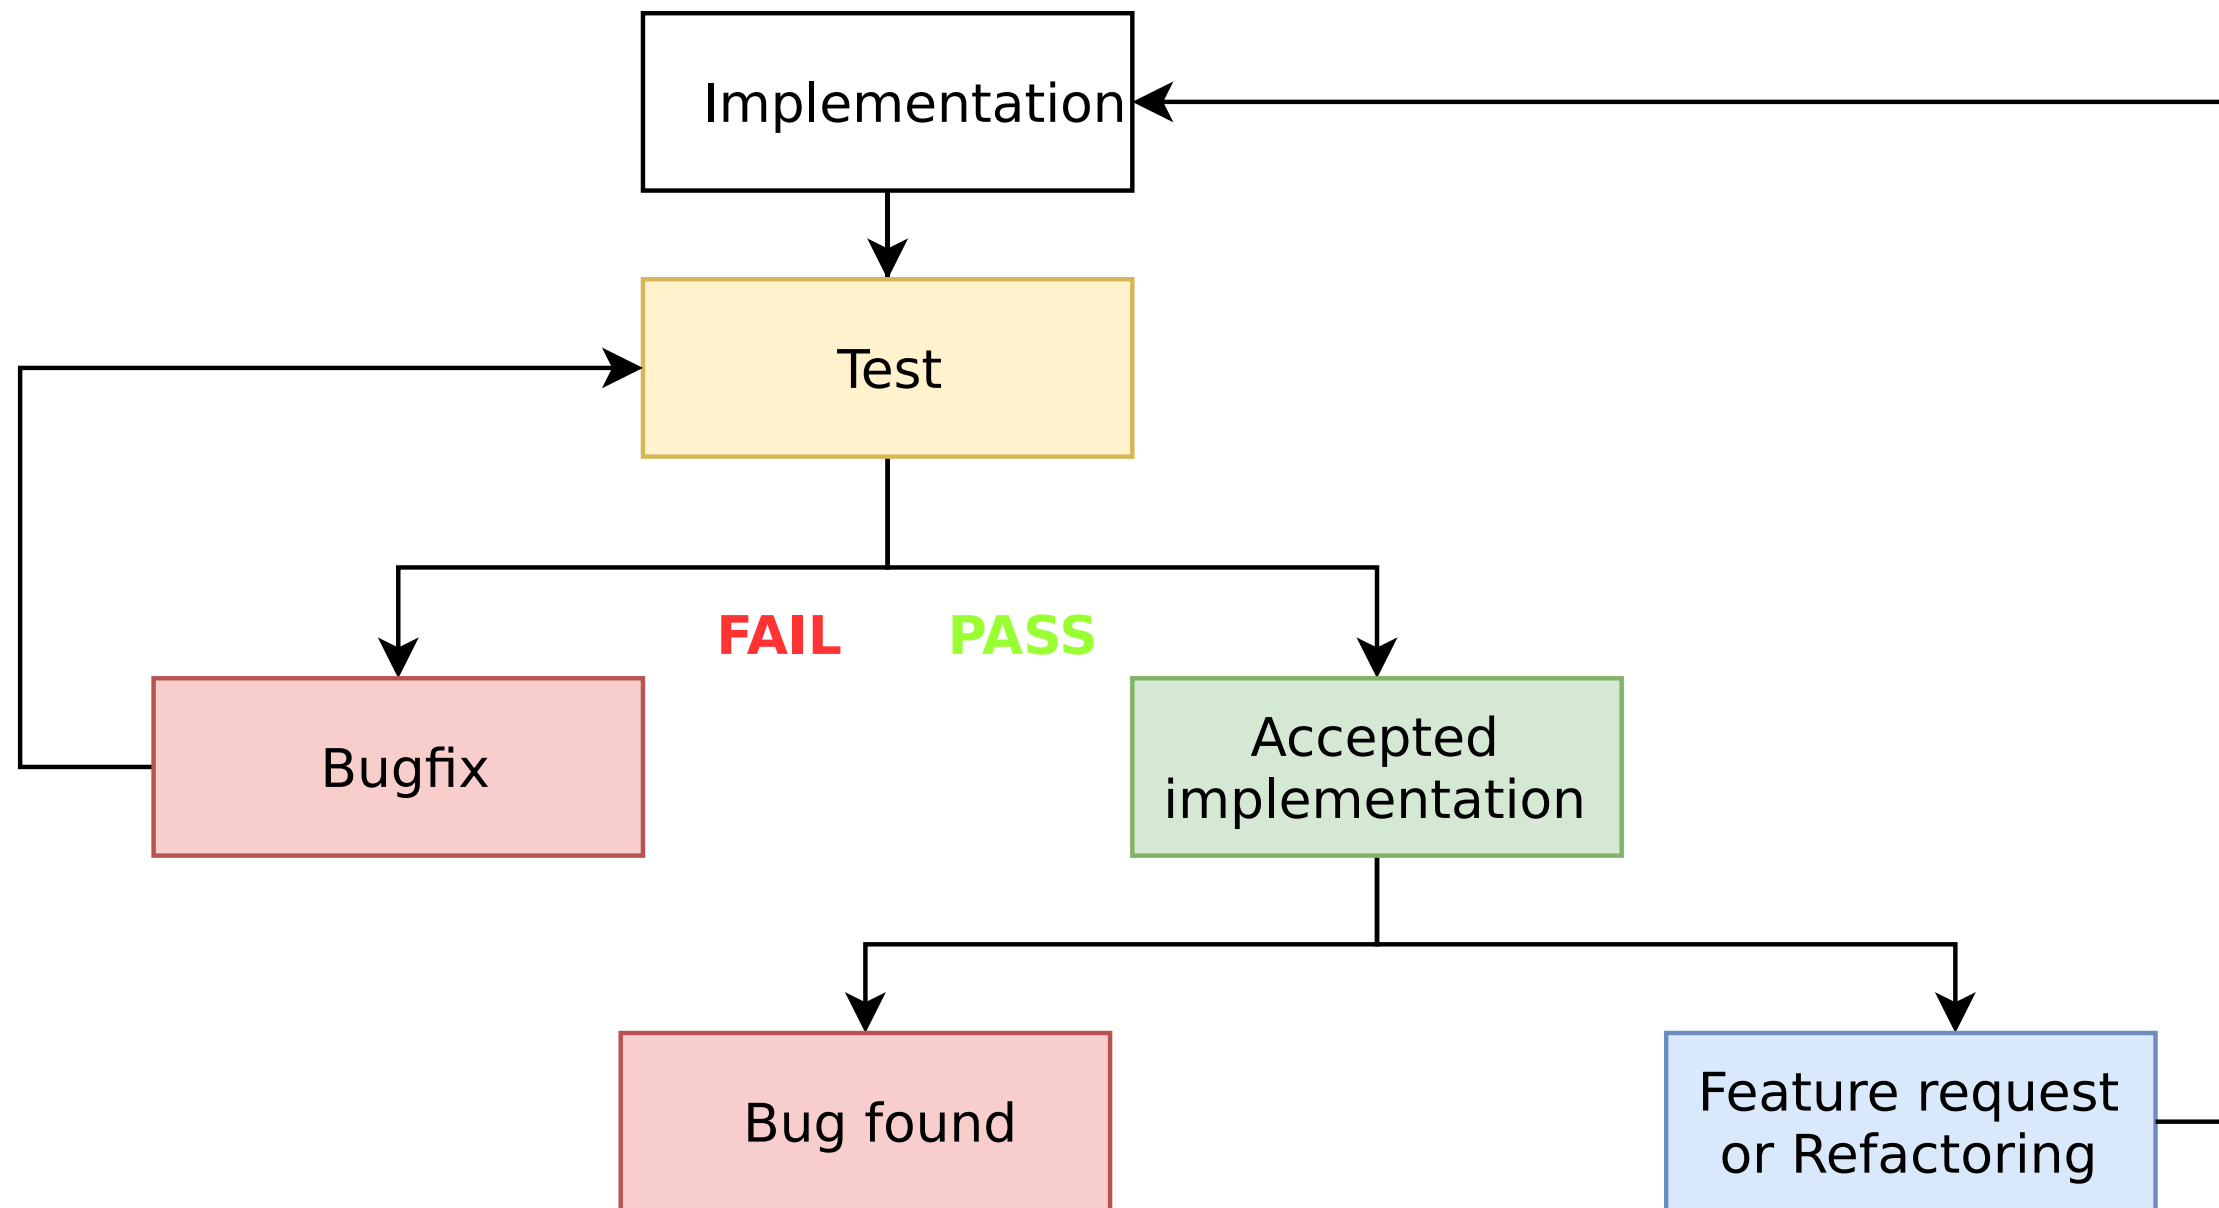 Implementation
Test
FAIL PASS
Bugfix
Accepted
implementation
Bug found
Feature request
or Refactoring